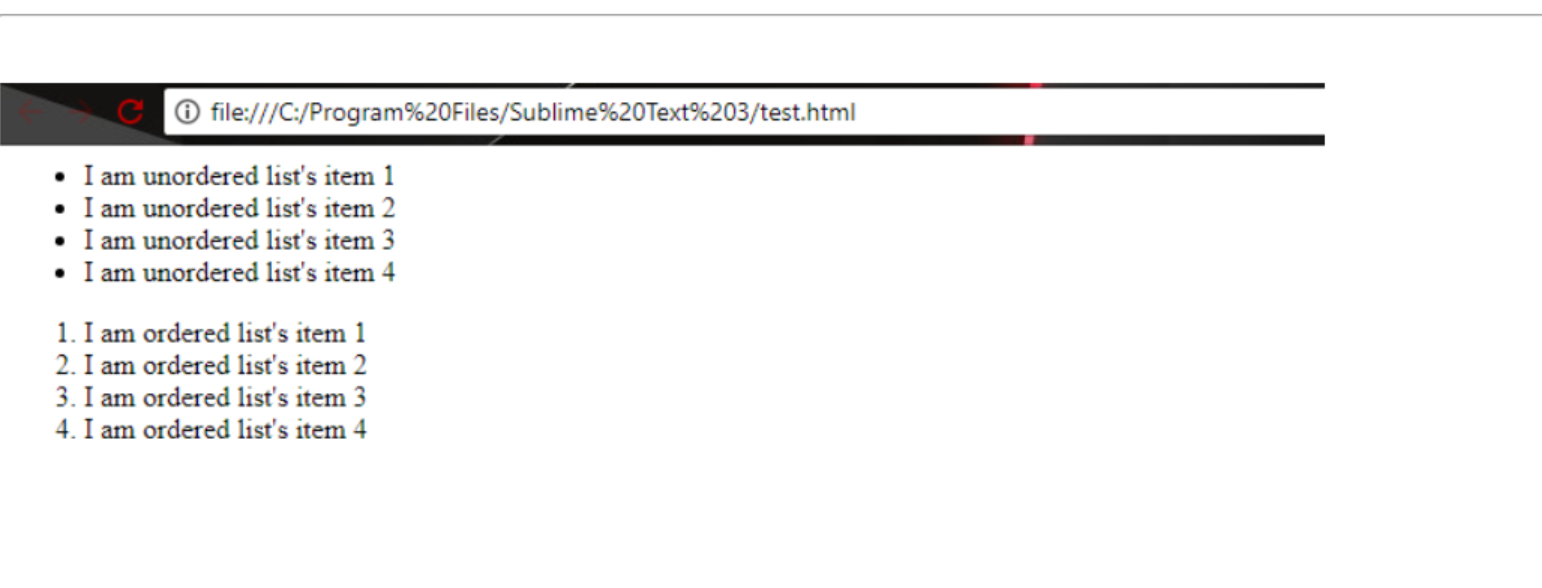 file:///C:/Program%20Files/Sublime%20Text%203/test.html
• I am unordered list's item 1
• I am unordered list's item 2
• I am unordered list's item 3
• I am unordered list's item 4
1. I am ordered list's item 1
2. I am ordered list's item 2
3. I am ordered list's item 3
4. I am ordered list's item 4